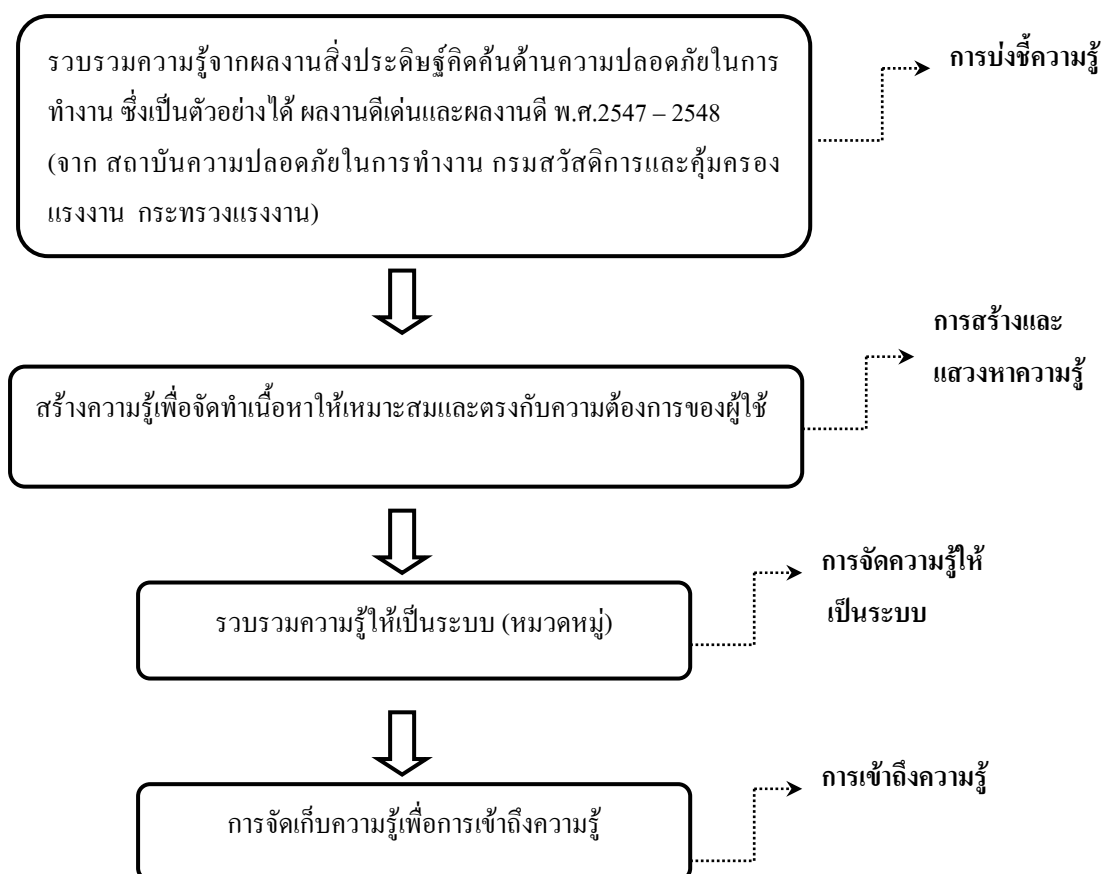 รวบรวมความรู้จากผลงานสิ่งประดิษฐ์คิดค้นด้านความปลอดภัยในการ
ทำงาน ซึ่งเป็นตัวอย่างได้ ผลงานดีเด่นและผลงานดี พ.ศ.2547 – 2548
(จาก สถาบันความปลอดภัยในการทำงาน กรมสวัสดิการและคุ้มครอง
แรงงาน กระทรวงแรงงาน)
การบ่งชี้ความรู้
สร้างความรู้เพื่อจัดทำเนื้อหาให้เหมาะสมและตรงกับความต้องการของผู้ใช้
การสร้างและ
แสวงหาความรู้
รวบรวมความรู้ให้เป็นระบบ (หมวดหมู่)
การจัดความรู้ให้
เป็นระบบ
การจัดเก็บความรู้เพื่อการเข้าถึงความรู้
การเข้าถึงความรู้